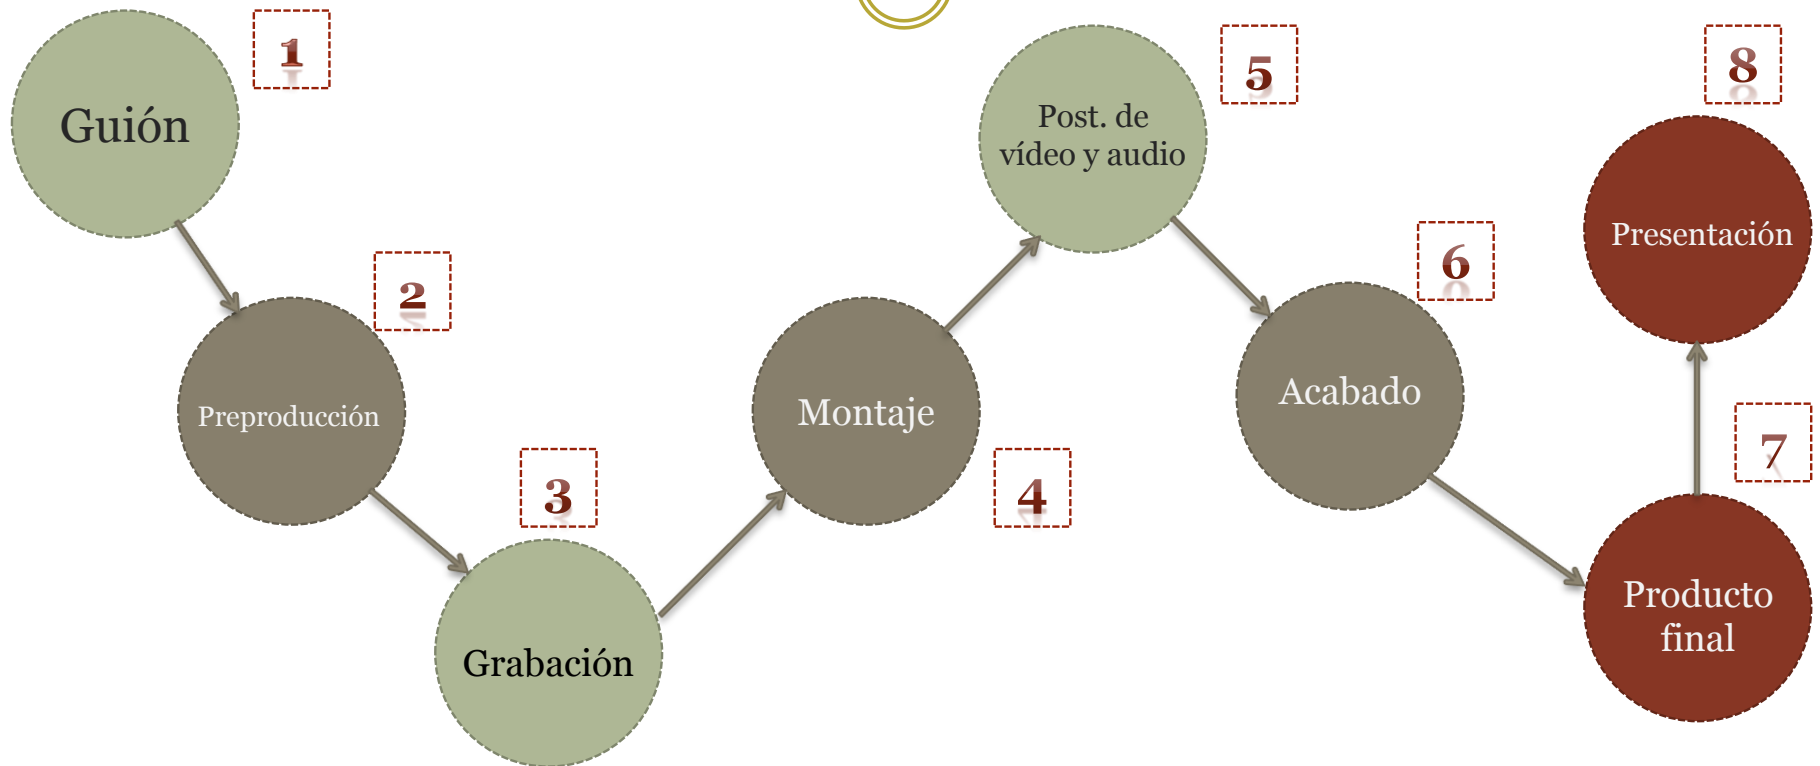 1
Guión
2
Preproducción
3
Grabación
4
Montaje
5
Post. de
vídeo y audio
6
Acabado
7
Producto
final
8
Presentación